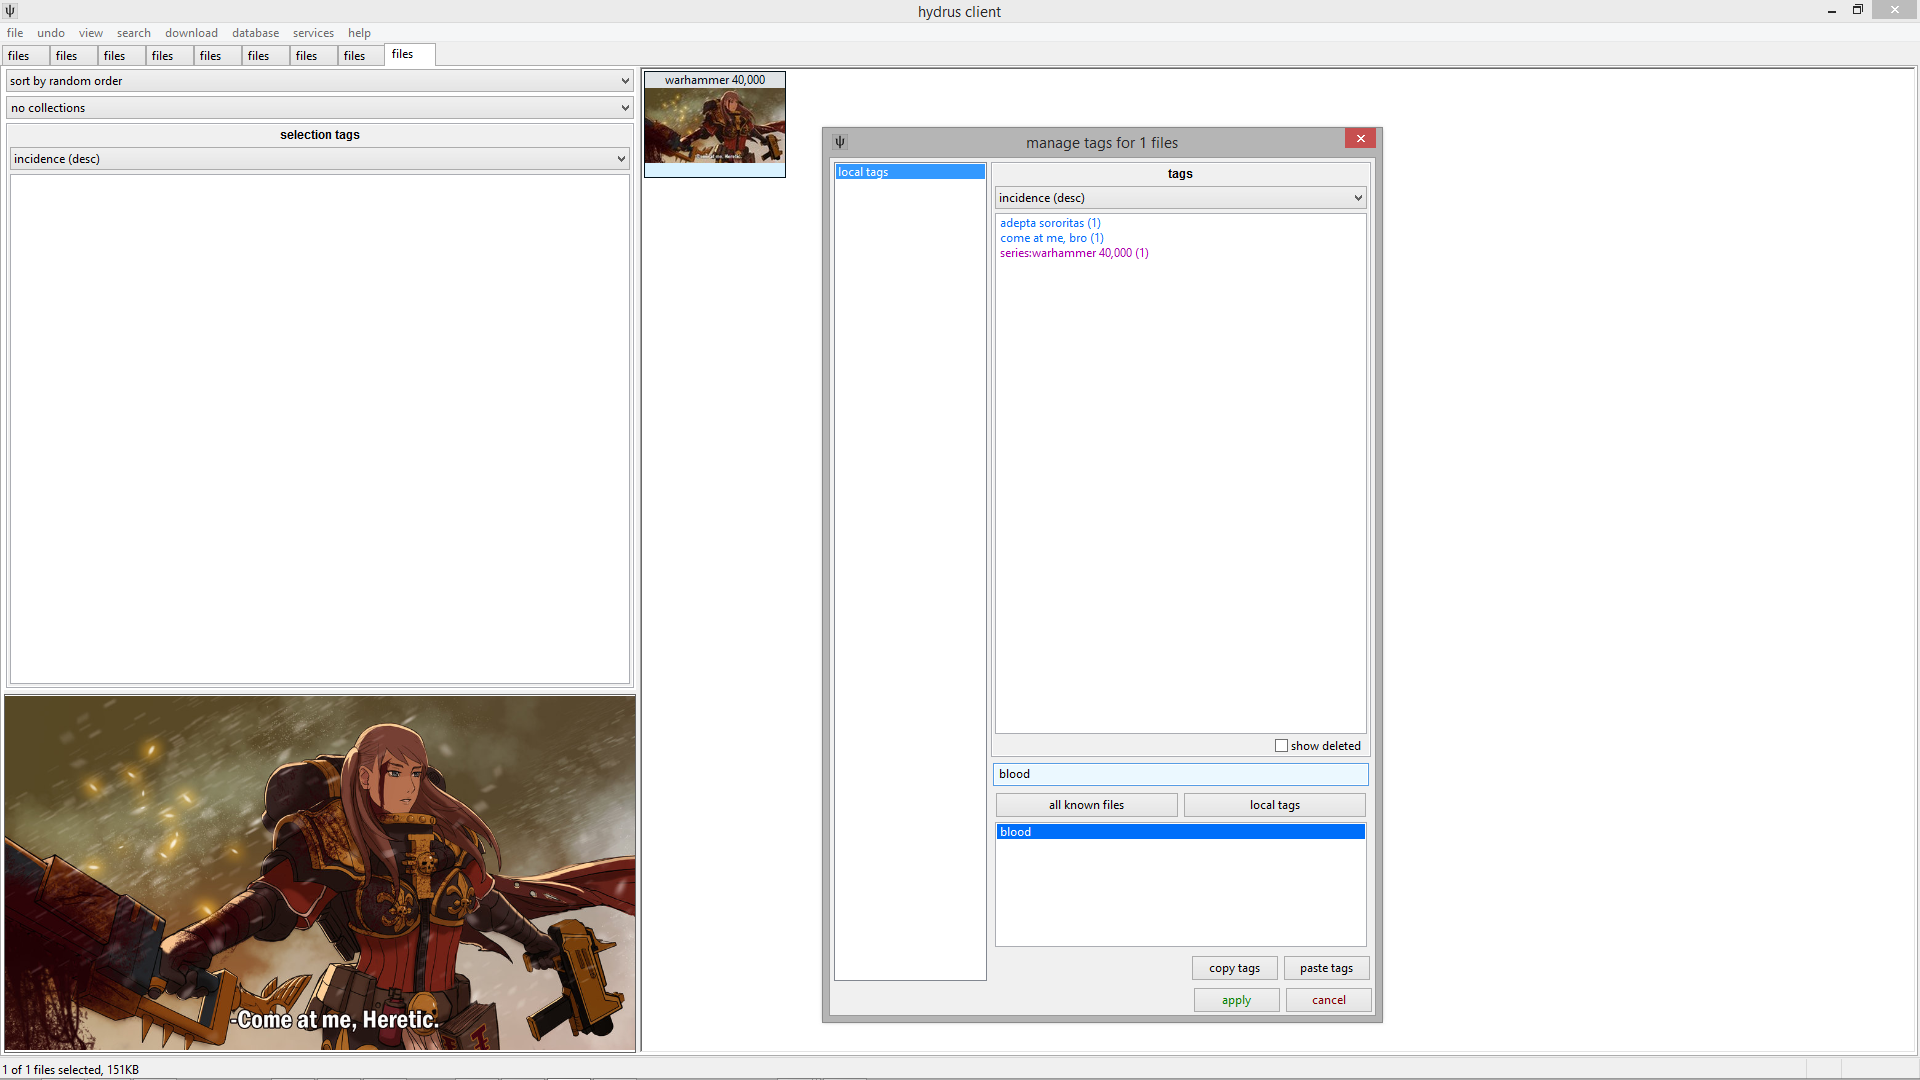 hydrus client
file undo view search download database services help
files files files files files files files files files
sort by random order
no collections
selection tags
incidence (desc)
-Come at me, Heretic.
warhammer 40,000
Come at me, Heretic.
manage tags for 1 files
local tags
tags
incidence (desc)
adepta sororitas (1)
come at me, bro (1)
series:warhammer 40,000 (1)
show deleted
blood
all known files local tags
blood
copy tags paste tags
apply cancel
1 of 1 files selected, 151KB